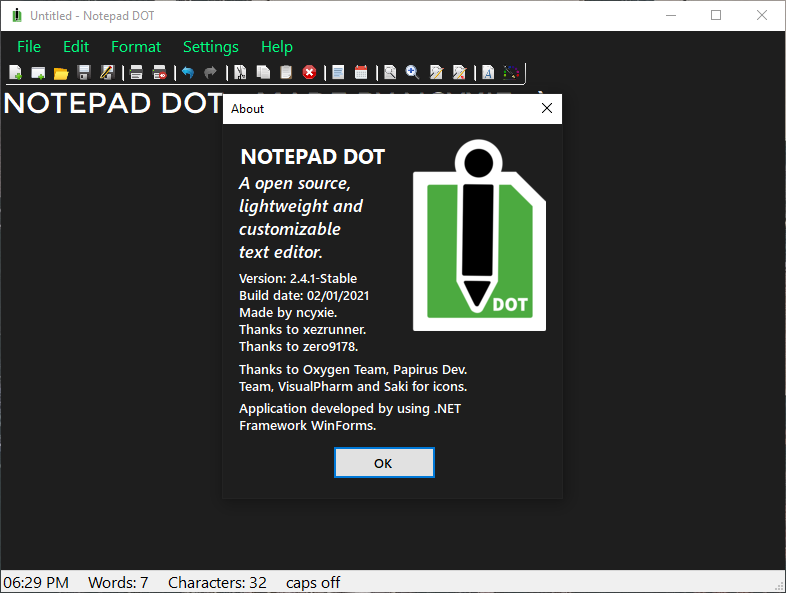 Untitled - Notepad DOT
File Edit Format Settings Help
NOTEPAD DOT
About
NOTEPAD DOT
A open source,
lightweight and
customizable
text editor.
Version: 2.4.1-Stable
Build date: 02/01/2021
Made by ncyxie.
Thanks to xezrunner.
Thanks to zero9178.
DOT
Thanks to Oxygen Team, Papirus Dev.
Team, VisualPharm and Saki for icons.
Application developed by using .NET
Framework WinForms.
OK
06:29 PM Words: 7 Characters: 32 caps off